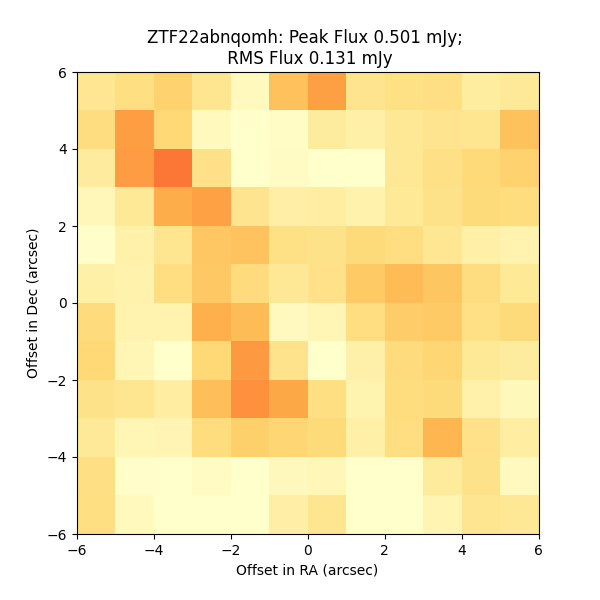 ZTF22abnqomh: Peak Flux 0.501 mJy;
RMS Flux 0.131 mJy
6
4
2
0
−2
−4
−6
Offset in Dec (arcsec)
−6 −4 −2 0 2 4 6
Offset in RA (arcsec)